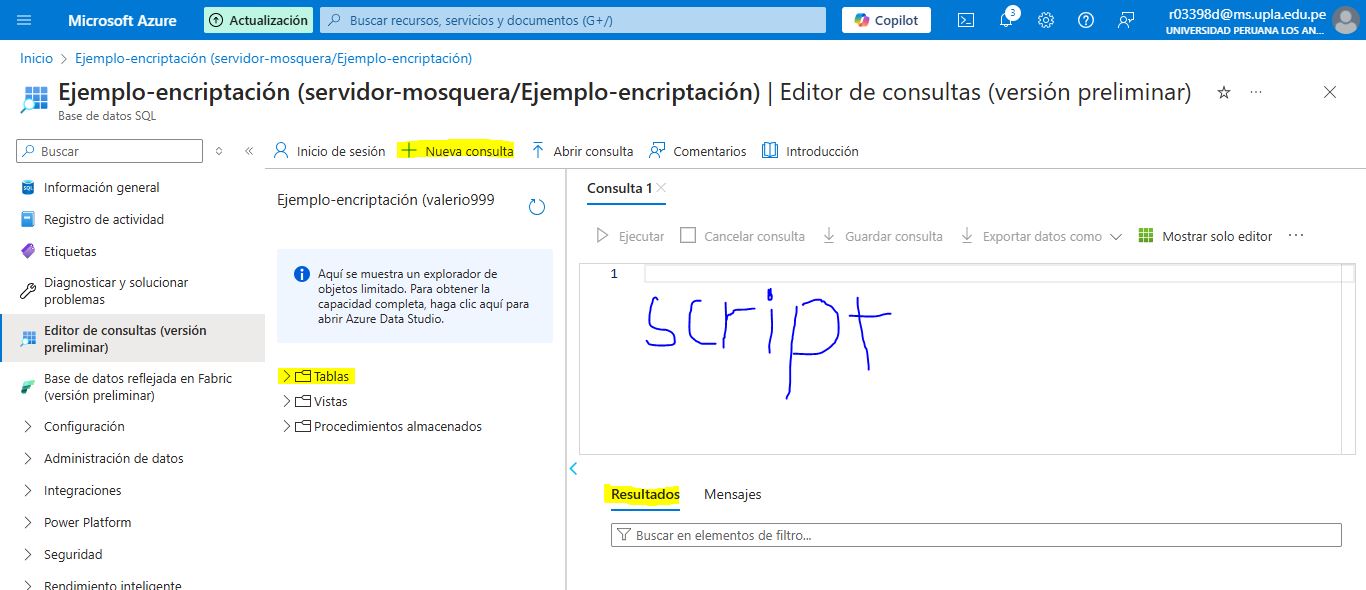 Microsoft Azure
Actualización
Buscar recursos, servicios y documentos (G+/)
Copilot
3
r03398d@ms.upla.edu.pe
UNIVERSIDAD PERUANA LOS AN...
Inicio > Ejemplo-encriptación (servidor-mosquera/Ejemplo-encriptación)
Ejemplo-encriptación (servidor-mosquera/Ejemplo-encriptación) | Editor de consultas (versión preliminar)
Base de datos SQL
Buscar
Información general
Registro de actividad
Etiquetas
Diagnosticar y solucionar
problemas
Editor de consultas (versión
preliminar)
Base de datos reflejada en Fabric
(versión preliminar)
Configuración
Administración de datos
Integraciones
Power Platform
Seguridad
Rendimiento inteligente
Inicio de sesión
Nueva consulta
Abrir consulta
Comentarios
Introducción
Ejemplo-encriptación (valerio999
Aquí se muestra un explorador de
objetos limitado. Para obtener la
capacidad completa, haga clic aquí para
abrir Azure Data Studio.
Tablas
Vistas
Procedimientos almacenados
Consulta 1
Ejecutar
Cancelar consulta
Guardar consulta
Exportar datos como
Mostrar solo editor
1
script
Resultados
Mensajes
Buscar en elementos de filtro...